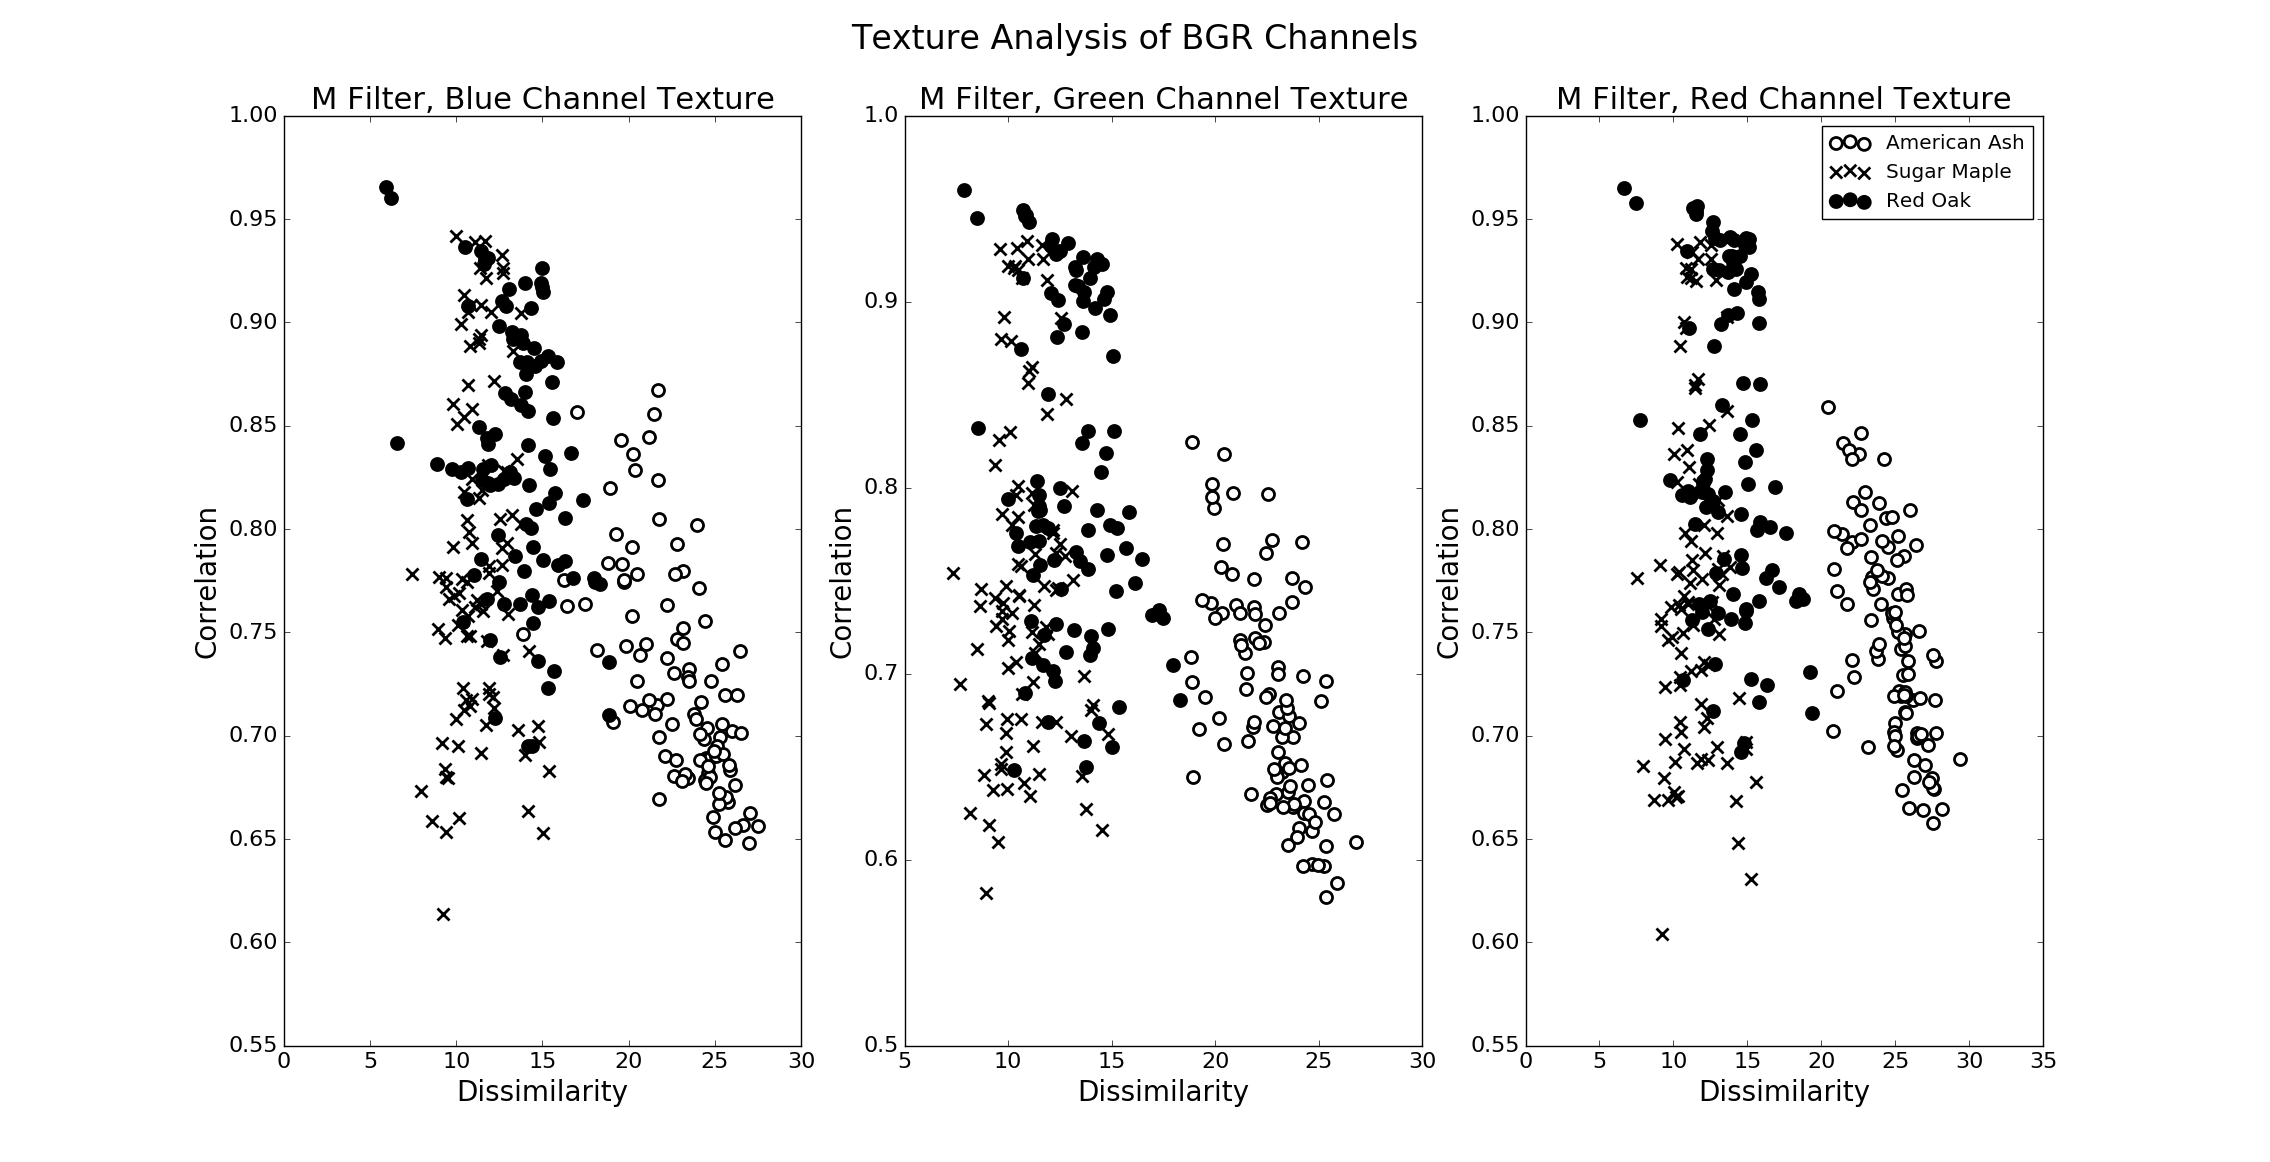 Texture Analysis of BGR Channels
M Filter, Blue Channel Texture
1.00
0.95
0.90
0.85
0.80
0.75
0.70
0.65
0.60
0.55
Correlation
0 5 10 15 20 25 30
Dissimilarity
M Filter, Green Channel Texture
1.0
0.9
0.8
0.7
0.6
0.5
Correlation
5 10 15 20 25 30
Dissimilarity
M Filter, Red Channel Texture
American Ash
Sugar Maple
Red Oak
1.00
0.95
0.90
0.85
0.80
0.75
0.70
0.65
0.60
0.55
Correlation
0 5 10 15 20 25 30 35
Dissimilarity